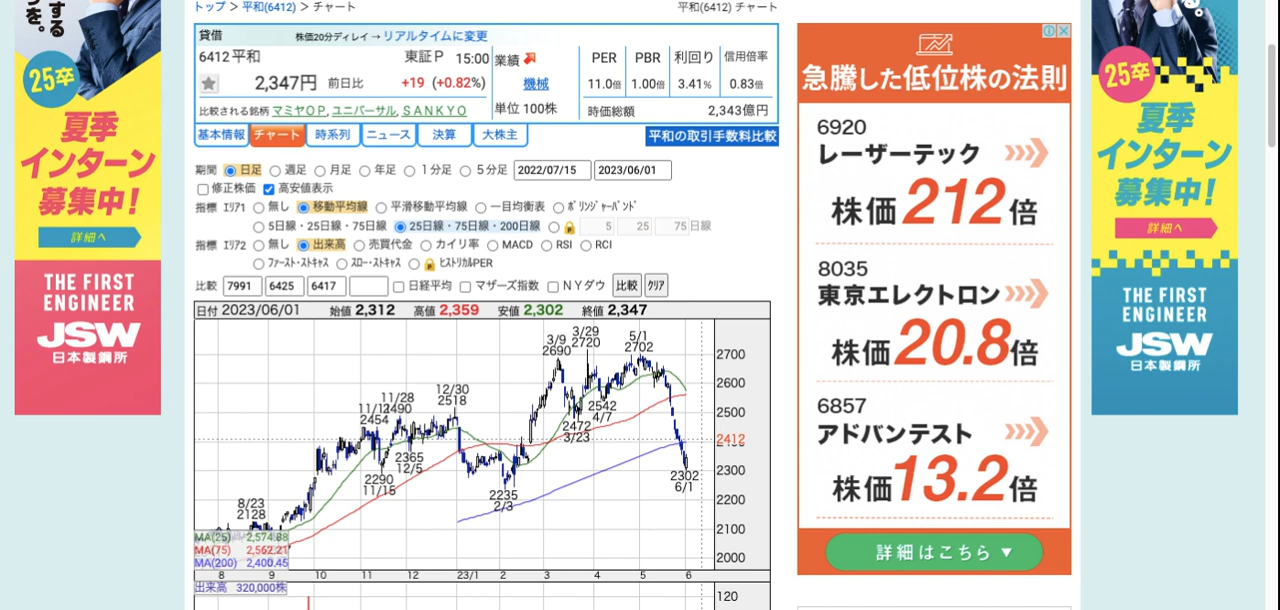 トップ > 平和(6412) > チャート
平和(6412) チャート
する
を。
25卒
夏季
インターン
募集中!
詳細へ
THE FIRST
ENGINEER
JSW
日本製鋼所
貸借
株価20分ディレイ → リアルタイムに変更
6412 平和
東証P 15:00
2,347円 前日比 +19 (+0.82%)
比較される銘柄 マミヤOP, ユニバーサル, SANKYO
業績
機械
単位 100株
PER PBR 利回り 信用倍率
11.0倍 1.00倍 3.41% 0.83倍
時価総額 2,343億円
基本情報 チャート 時系列 ニュース 決算 大株主
平和の取引手数料比較
期間 日足 週足 月足 年足 1分足 5分足 2022/07/15 2023/06/01
修正株価 高安値表示
指標 ｴﾘｱ1 無し 移動平均線 平滑移動平均線 一目均衡表 ﾎﾞﾘﾝｼﾞｬｰﾊﾞﾝﾄﾞ
5日線・25日線・75日線 25日線・75日線・200日線 5 25 75 日線
指標 ｴﾘｱ2 無し 出来高 売買代金 カイリ率 MACD RSI RCI
ﾌｧｰｽﾄ・ｽﾄｷｬｽ ｽﾛｰ・ｽﾄｷｬｽ ﾋｽﾄﾘｶﾙPER
比較 7991 6425 6417 日経平均 マザーズ指数 NYダウ 比較 ｸﾘｱ
日付 2023/06/01 始値 2,312 高値 2,359 安値 2,302 終値 2,347
3/29
2720
3/9
2690
5/1
2702
2700
2600
12/30
2518
11/28
2490
2454
2542
4/7
2500
2472
3/23
2412
2365
12/5
2290
11/15
2302
6/1
2300
2235
2/3
2200
8/23
2128
2100
MA(25) 2,574.88
MA(75) 2,562.21
MA(200) 2,400.45
2000
8 9 10 11 12 23/1 2 3 4 5 6
出来高 320,000株
120
急騰した低位株の法則
6920
レーザーテック
株価212倍
8035
東京エレクトロン
株価20.8倍
6857
アドバンテスト
株価13.2倍
詳細はこちら ▼
る。
25卒
夏季
インターン
募集中!
詳細へ
THE FIRST
ENGINEER
JSW
日本製鋼所